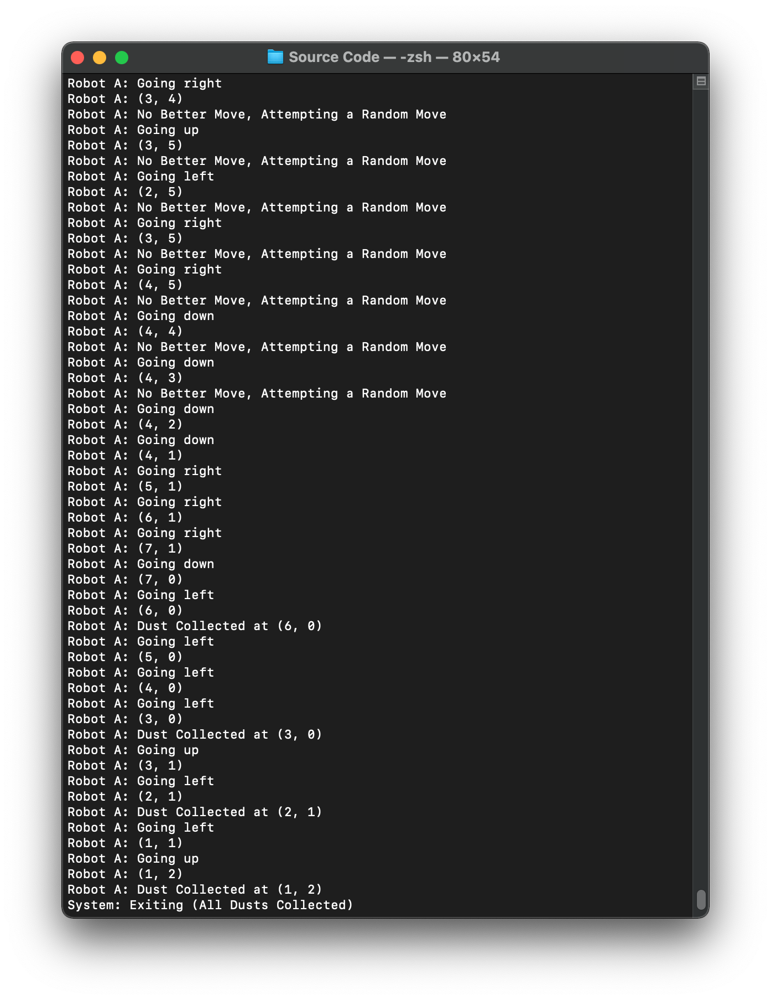 Source Code — -zsh — 80×54
Robot A: Going right
Robot A: (3, 4)
Robot A: No Better Move, Attempting a Random Move
Robot A: Going up
Robot A: (3, 5)
Robot A: No Better Move, Attempting a Random Move
Robot A: Going left
Robot A: (2, 5)
Robot A: No Better Move, Attempting a Random Move
Robot A: Going right
Robot A: (3, 5)
Robot A: No Better Move, Attempting a Random Move
Robot A: Going right
Robot A: (4, 5)
Robot A: No Better Move, Attempting a Random Move
Robot A: Going down
Robot A: (4, 4)
Robot A: No Better Move, Attempting a Random Move
Robot A: Going down
Robot A: (4, 3)
Robot A: No Better Move, Attempting a Random Move
Robot A: Going down
Robot A: (4, 2)
Robot A: Going down
Robot A: (4, 1)
Robot A: Going right
Robot A: (5, 1)
Robot A: Going right
Robot A: (6, 1)
Robot A: Going right
Robot A: (7, 1)
Robot A: Going down
Robot A: (7, 0)
Robot A: Going left
Robot A: (6, 0)
Robot A: Dust Collected at (6, 0)
Robot A: Going left
Robot A: (5, 0)
Robot A: Going left
Robot A: (4, 0)
Robot A: Going left
Robot A: (3, 0)
Robot A: Dust Collected at (3, 0)
Robot A: Going up
Robot A: (3, 1)
Robot A: Going left
Robot A: (2, 1)
Robot A: Dust Collected at (2, 1)
Robot A: Going left
Robot A: (1, 1)
Robot A: Going up
Robot A: (1, 2)
Robot A: Dust Collected at (1, 2)
System: Exiting (All Dusts Collected)